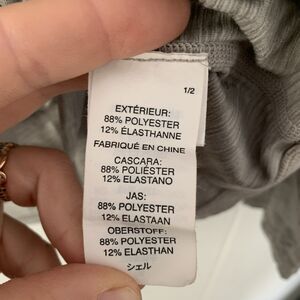 1/2
EXTÉRIEUR:
88% POLYESTER
12% ÉLASTHANNE
FABRIQUÉ EN CHINE
CASCARA:
88% POLIÉSTER
12% ELASTANO
JAS:
88% POLYESTER
12% ELASTAAN
OBERSTOFF:
88% POLYESTER
12% ELASTHAN
シェル